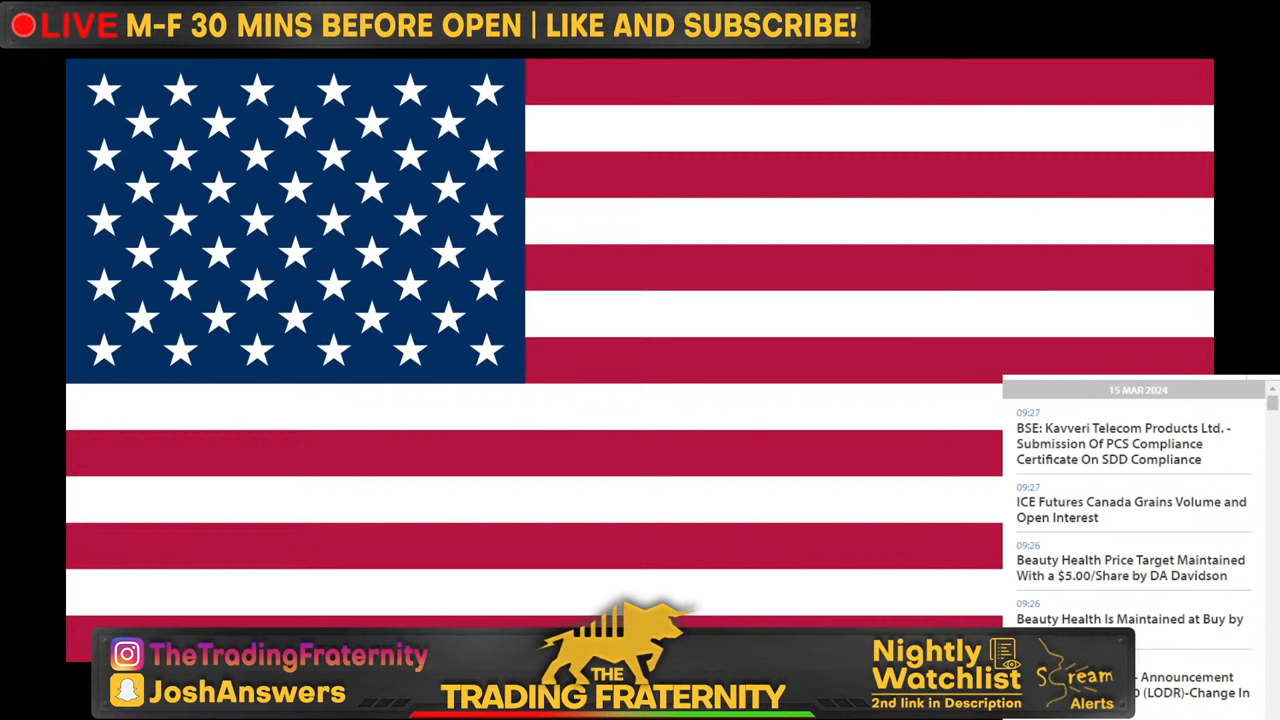 LIVE M-F 30 MINS BEFORE OPEN | LIKE AND SUBSCRIBE!
15 MAR 2024
09:27
BSE: Kavveri Telecom Products Ltd. -
Submission Of PCS Compliance
Certificate On SDD Compliance
09:27
ICE Futures Canada Grains Volume and
Open Interest
09:26
Beauty Health Price Target Maintained
With a $5.00/Share by DA Davidson
09:26
Beauty Health Is Maintained at Buy by
- Announcement
(LODR)-Change In
TheTradingFraternity
JoshAnswers
THE
TRADING FRATERNITY
Nightly
Watchlist
2nd link in Description
Scream
Alerts